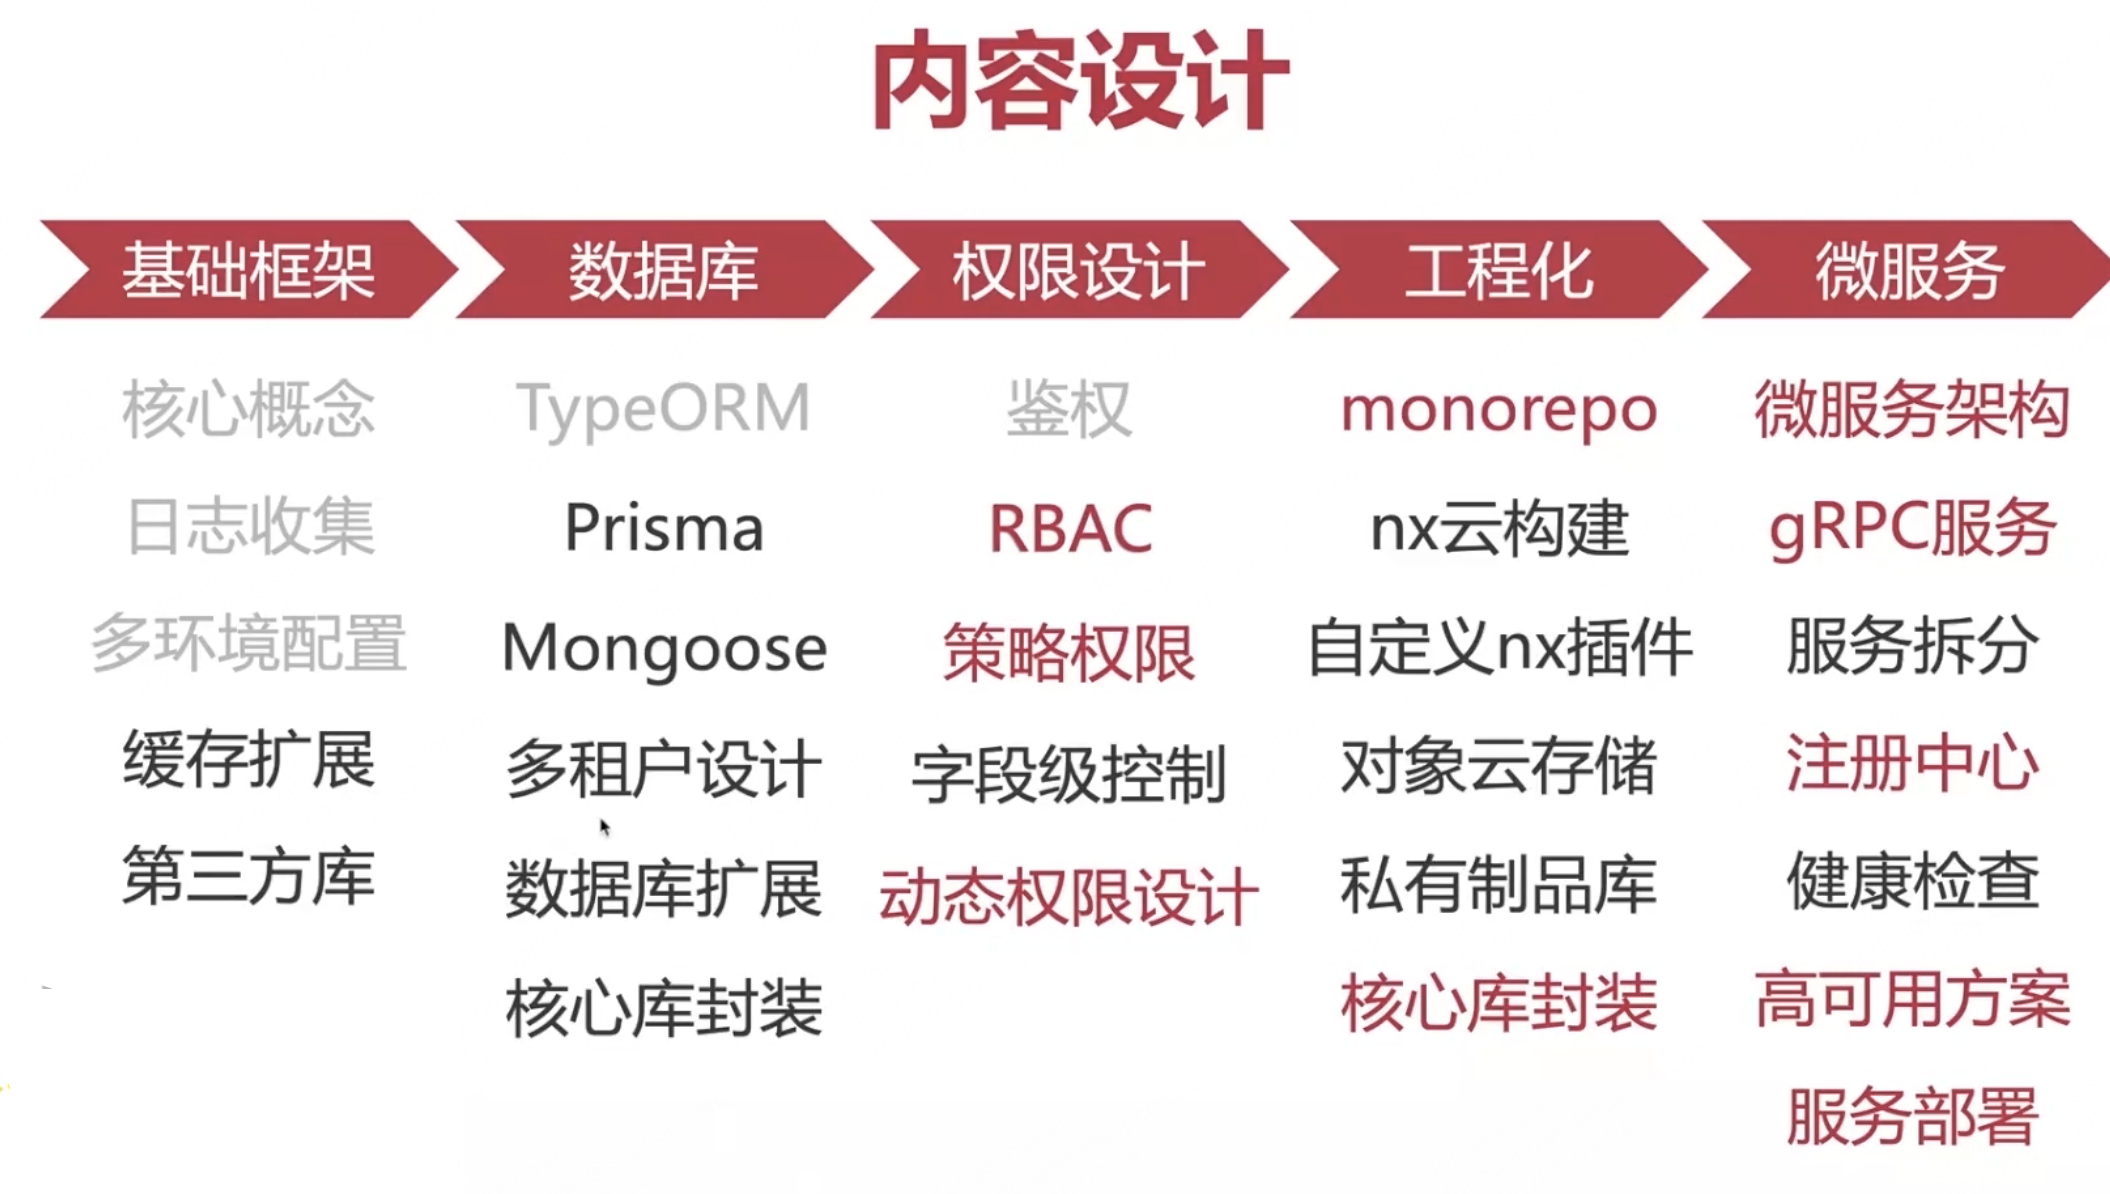 内容设计
基础框架
核心概念
日志收集
多环境配置
缓存扩展
第三方库
数据库
TypeORM
Prisma
Mongoose
多租户设计
数据库扩展
核心库封装
权限设计
鉴权
RBAC
策略权限
字段级控制
动态权限设计
工程化
monorepo
nx云构建
自定义nx插件
对象云存储
私有制品库
核心库封装
微服务
微服务架构
gRPC服务
服务拆分
注册中心
健康检查
高可用方案
服务部署